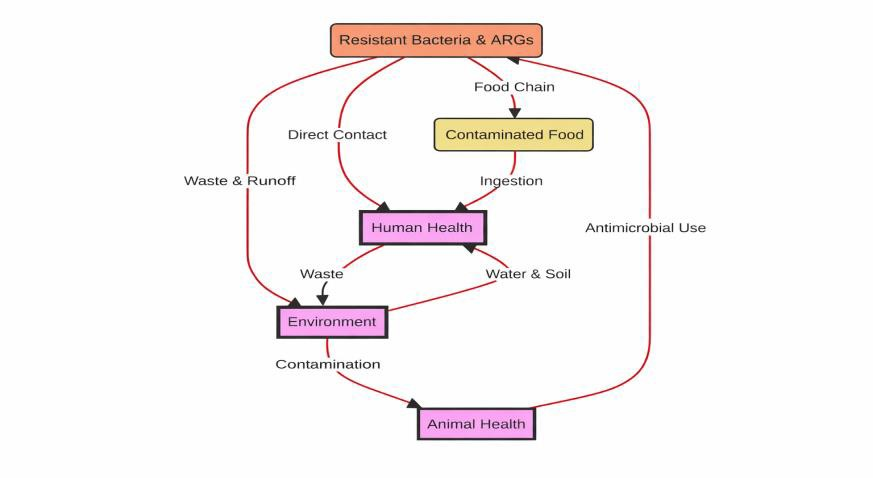 Resistant Bacteria & ARGs
Food Chain
Direct Contact
Contaminated Food
Waste & Runoff
Ingestion
Human Health
Antimicrobial Use
Waste
Water & Soil
Environment
Contamination
Animal Health